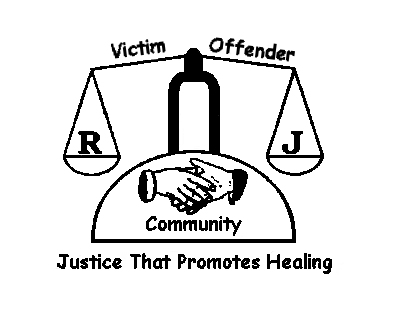 Victim Offender
R J
Community
Justice That Promotes Healing